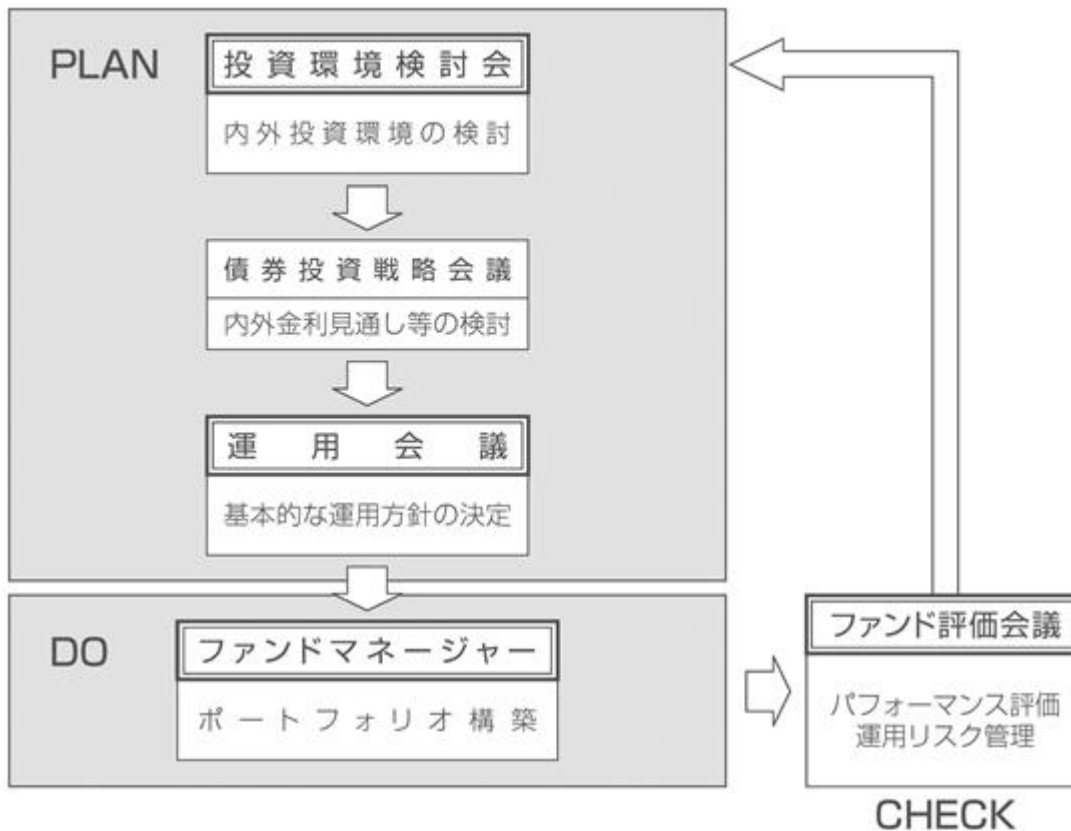 PLAN
投資環境検討会
内外投資環境の検討
債券投資戦略会議
内外金利見通し等の検討
運用会議
基本的な運用方針の決定
DO
ファンドマネージャー
ポートフォリオ構築
ファンド評価会議
パフォーマンス評価
運用リスク管理
CHECK